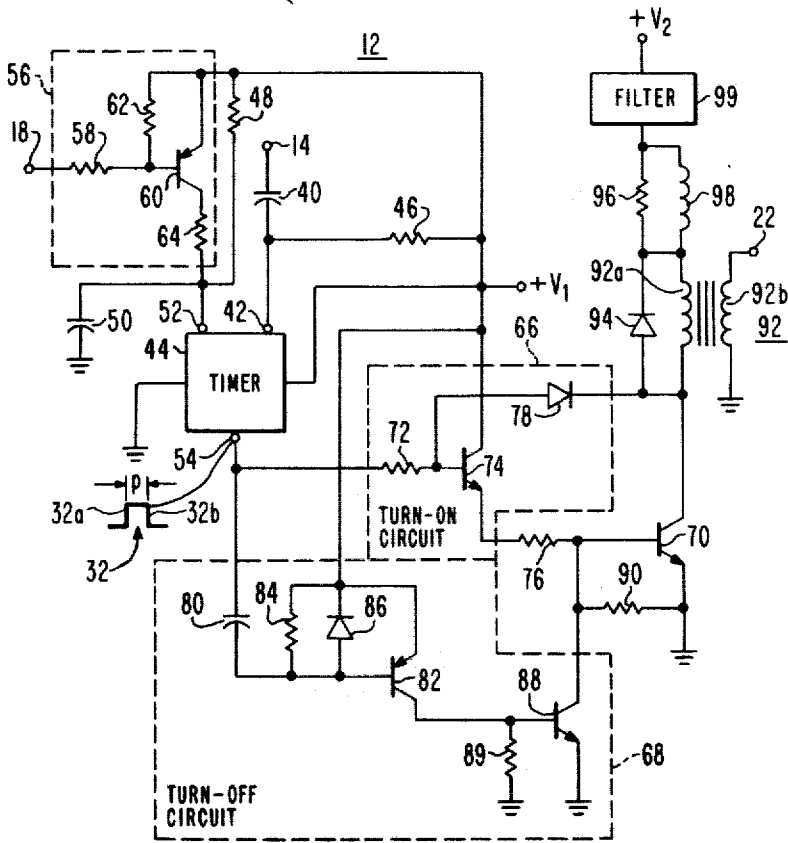 12
+V2
56
FILTER
99
62
48
18
58
14
60
40
96
98
22
64
46
92a
92b
50
52
42
+V1
94
92
44
TIMER
66
78
54
72
74
p
32a
32b
TURN-ON
CIRCUIT
70
32
76
90
80
84
86
82
88
89
68
TURN-OFF
CIRCUIT